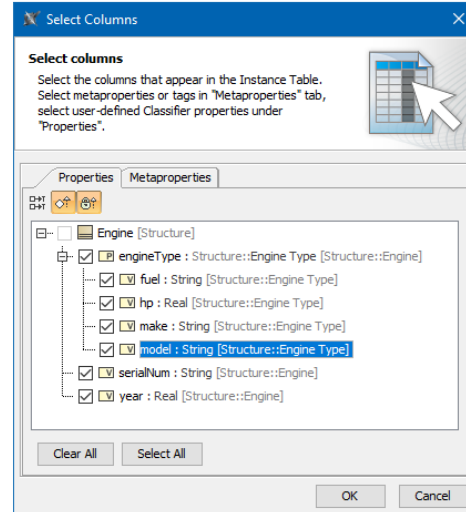 Select Columns
Select columns
Select the columns that appear in the Instance Table.
Select metaproperties or tags in "Metaproperties" tab,
select user-defined Classifier properties under
"Properties".
Properties Metaproperties
Engine [Structure]
P engineType : Structure::Engine Type [Structure::Engine]
V fuel : String [Structure::Engine Type]
V hp : Real [Structure::Engine Type]
V make : String [Structure::Engine Type]
V model : String [Structure::Engine Type]
V serialNum : String [Structure::Engine]
V year : Real [Structure::Engine]
Clear All Select All
OK Cancel